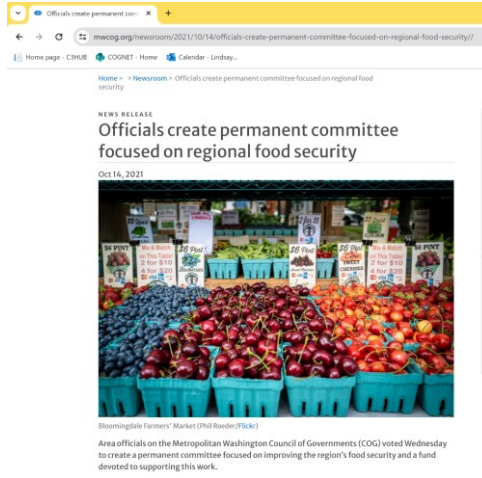 Officials create permanent com
mwcog.org/newsroom/2021/10/14/officials-create-permanent-committee-focused-on-regional-food-security//
Home page - C3HUB
COGNET - Home
Calendar - Lindsay...
Home > > Newsroom > Officials create permanent committee focused on regional food
security
NEWS RELEASE
Officials create permanent committee
focused on regional food security
Oct 14, 2021
$6 PINT
Mix & Match
on This Table!
2 for $10
4 for $20
$6 Pint
$6 Pint
$6 Pint
SWEET
CHERRIES
Mix & Match
on This Table!
2 for $10
4 for $20
$6 PINT
Bloomingdale Farmers' Market (Phil Roeder/Flickr)
Area officials on the Metropolitan Washington Council of Governments (COG) voted Wednesday
to create a permanent committee focused on improving the region's food security and a fund
devoted to supporting this work.